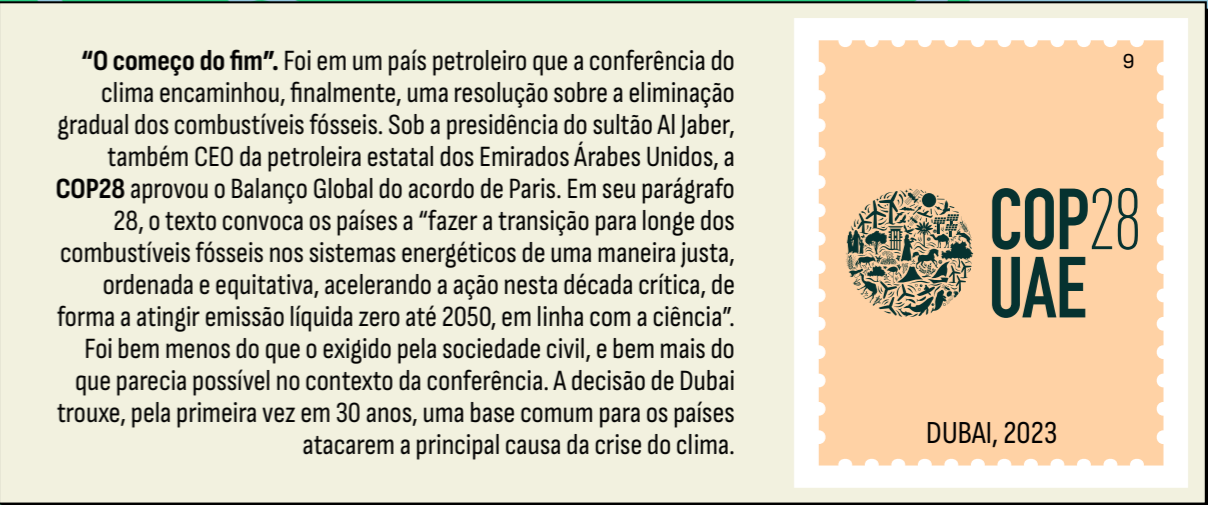 “O começo do fim”. Foi em um país petroleiro que a conferência do
clima encaminhou, finalmente, uma resolução sobre a eliminação
gradual dos combustíveis fósseis. Sob a presidência do sultão Al Jaber,
também CEO da petroleira estatal dos Emirados Árabes Unidos, a
COP28 aprovou o Balanço Global do acordo de Paris. Em seu parágrafo
28, o texto convoca os países a “fazer a transição para longe dos
combustíveis fósseis nos sistemas energéticos de uma maneira justa,
ordenada e equitativa, acelerando a ação nesta década crítica, de
forma a atingir emissão líquida zero até 2050, em linha com a ciência”.
Foi bem menos do que o exigido pela sociedade civil, e bem mais do
que parecia possível no contexto da conferência. A decisão de Dubai
trouxe, pela primeira vez em 30 anos, uma base comum para os países
atacarem a principal causa da crise do clima.
9
COP28
UAE
DUBAI, 2023